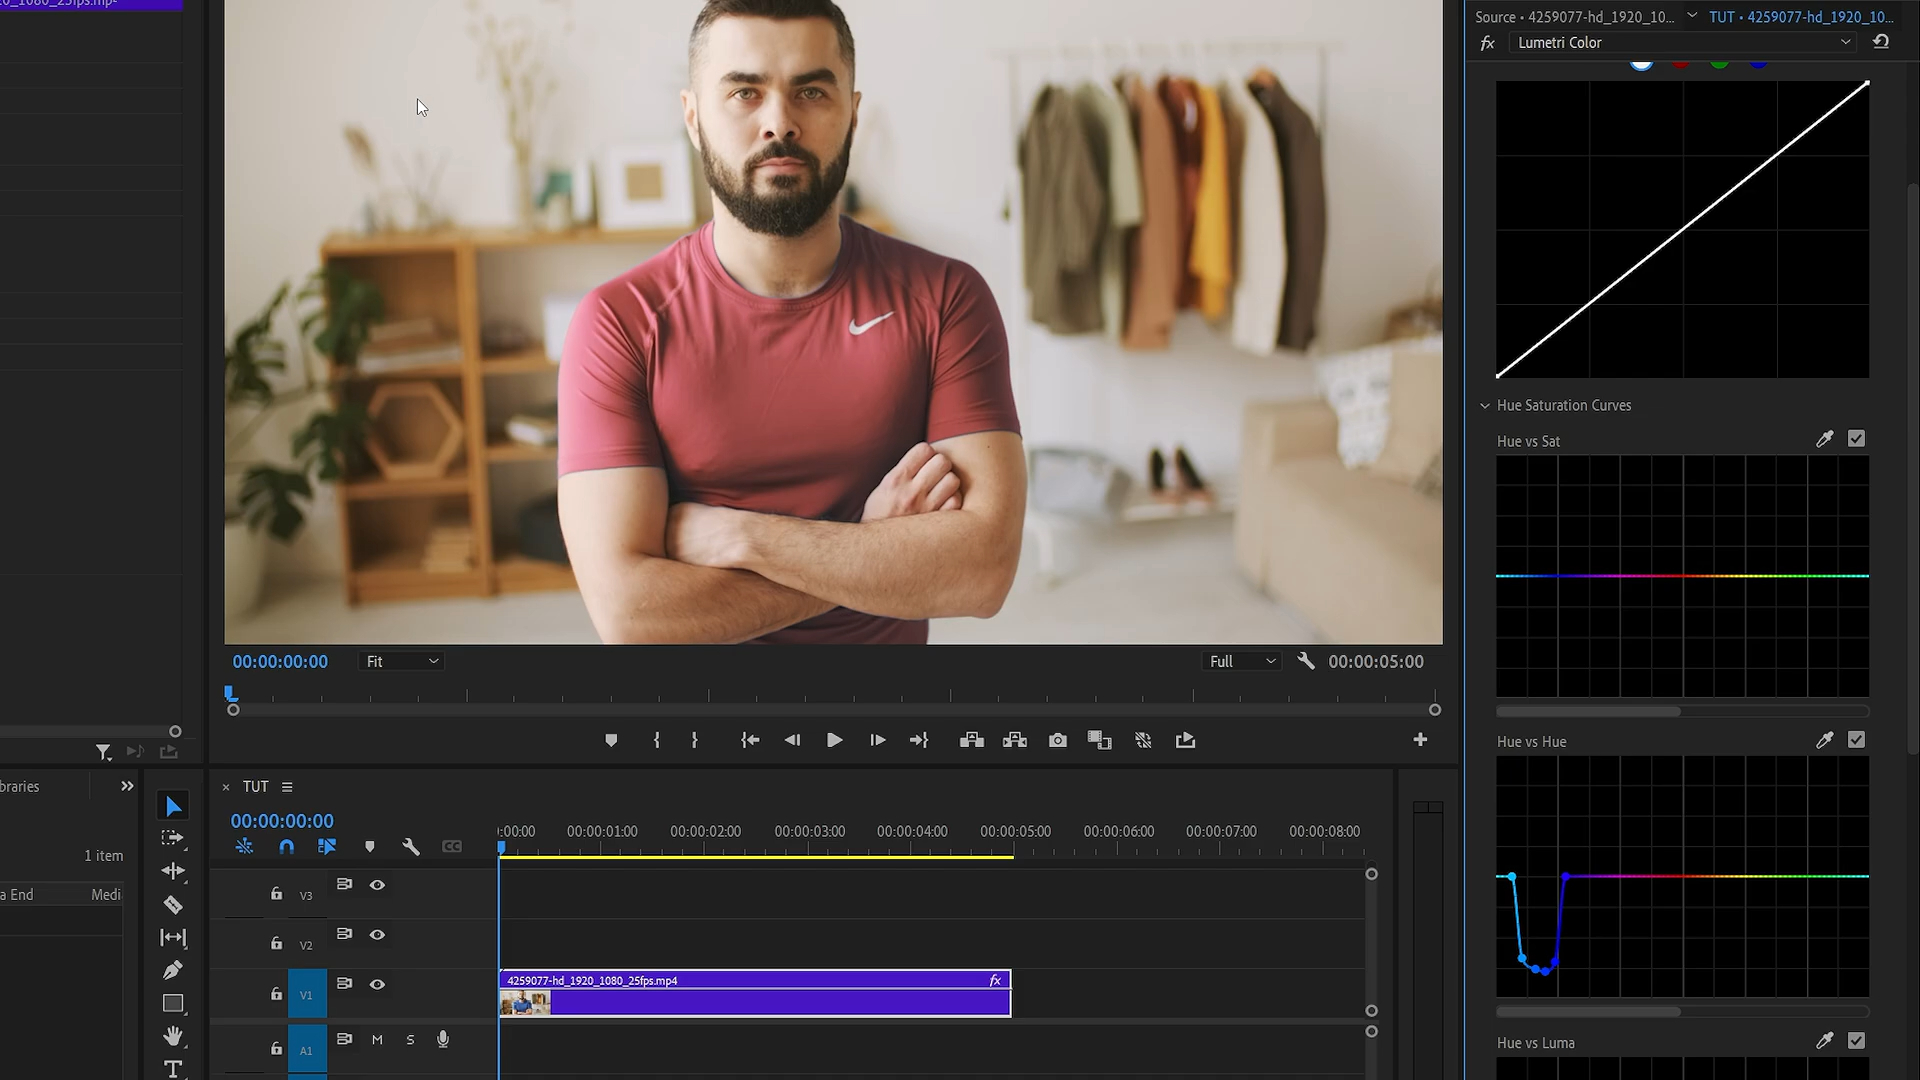 0_1080_25fps.mp4
Source • 4259077-hd_1920_10...
TUT • 4259077-hd_1920_10...
fx
Lumetri Color
Hue Saturation Curves
Hue vs Sat
Hue vs Hue
Hue vs Luma
00:00:00:00
Fit
Full
00:00:05:00
braries
1 item
a End
Medi
× TUT
00:00:00:00
:00:00
00:00:01:00
00:00:02:00
00:00:03:00
00:00:04:00
00:00:05:00
00:00:06:00
00:00:07:00
00:00:08:00
CC
V3
V2
V1
4259077-hd_1920_1080_25fps.mp4
fx
A1
M
S
T